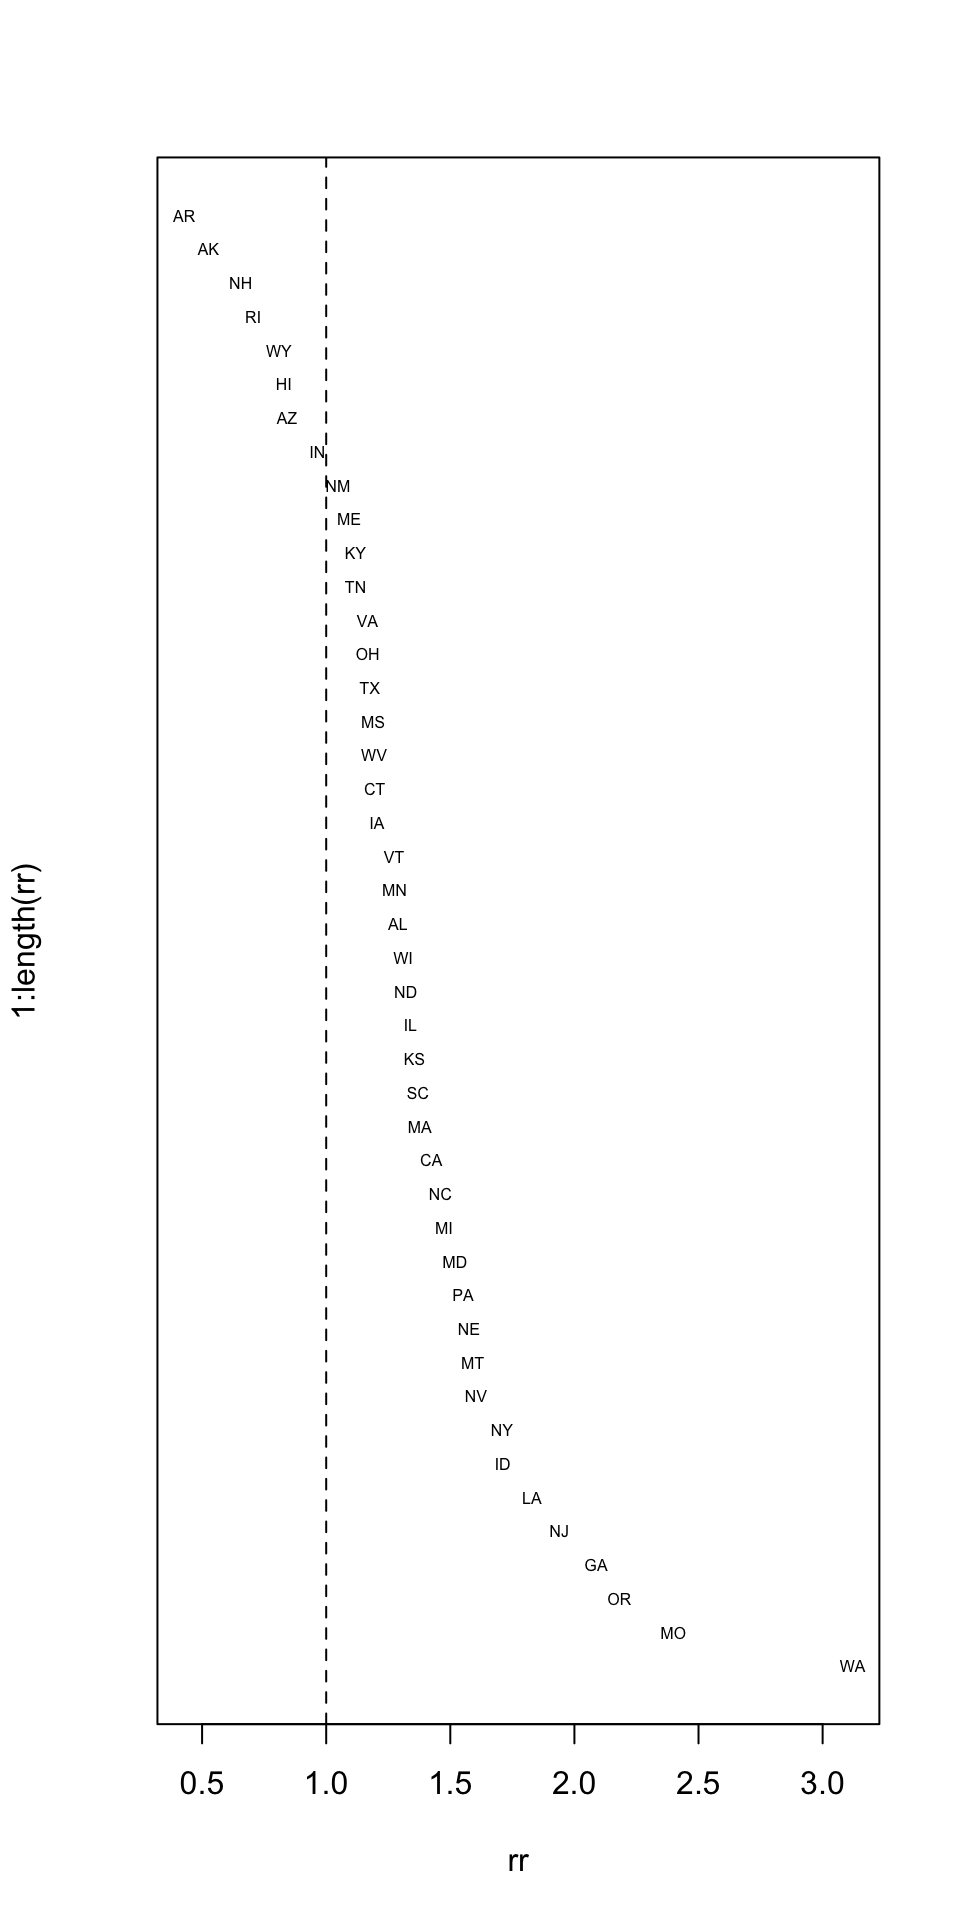 AR
AK
NH
RI
WY
HI
AZ
IN
NM
ME
KY
TN
VA
OH
TX
MS
WV
CT
IA
VT
MN
AL
WI
ND
IL
KS
SC
MA
CA
NC
MI
MD
PA
NE
MT
NV
NY
ID
LA
NJ
GA
OR
MO
WA
1:length(rr)
0.5 1.0 1.5 2.0 2.5 3.0
rr